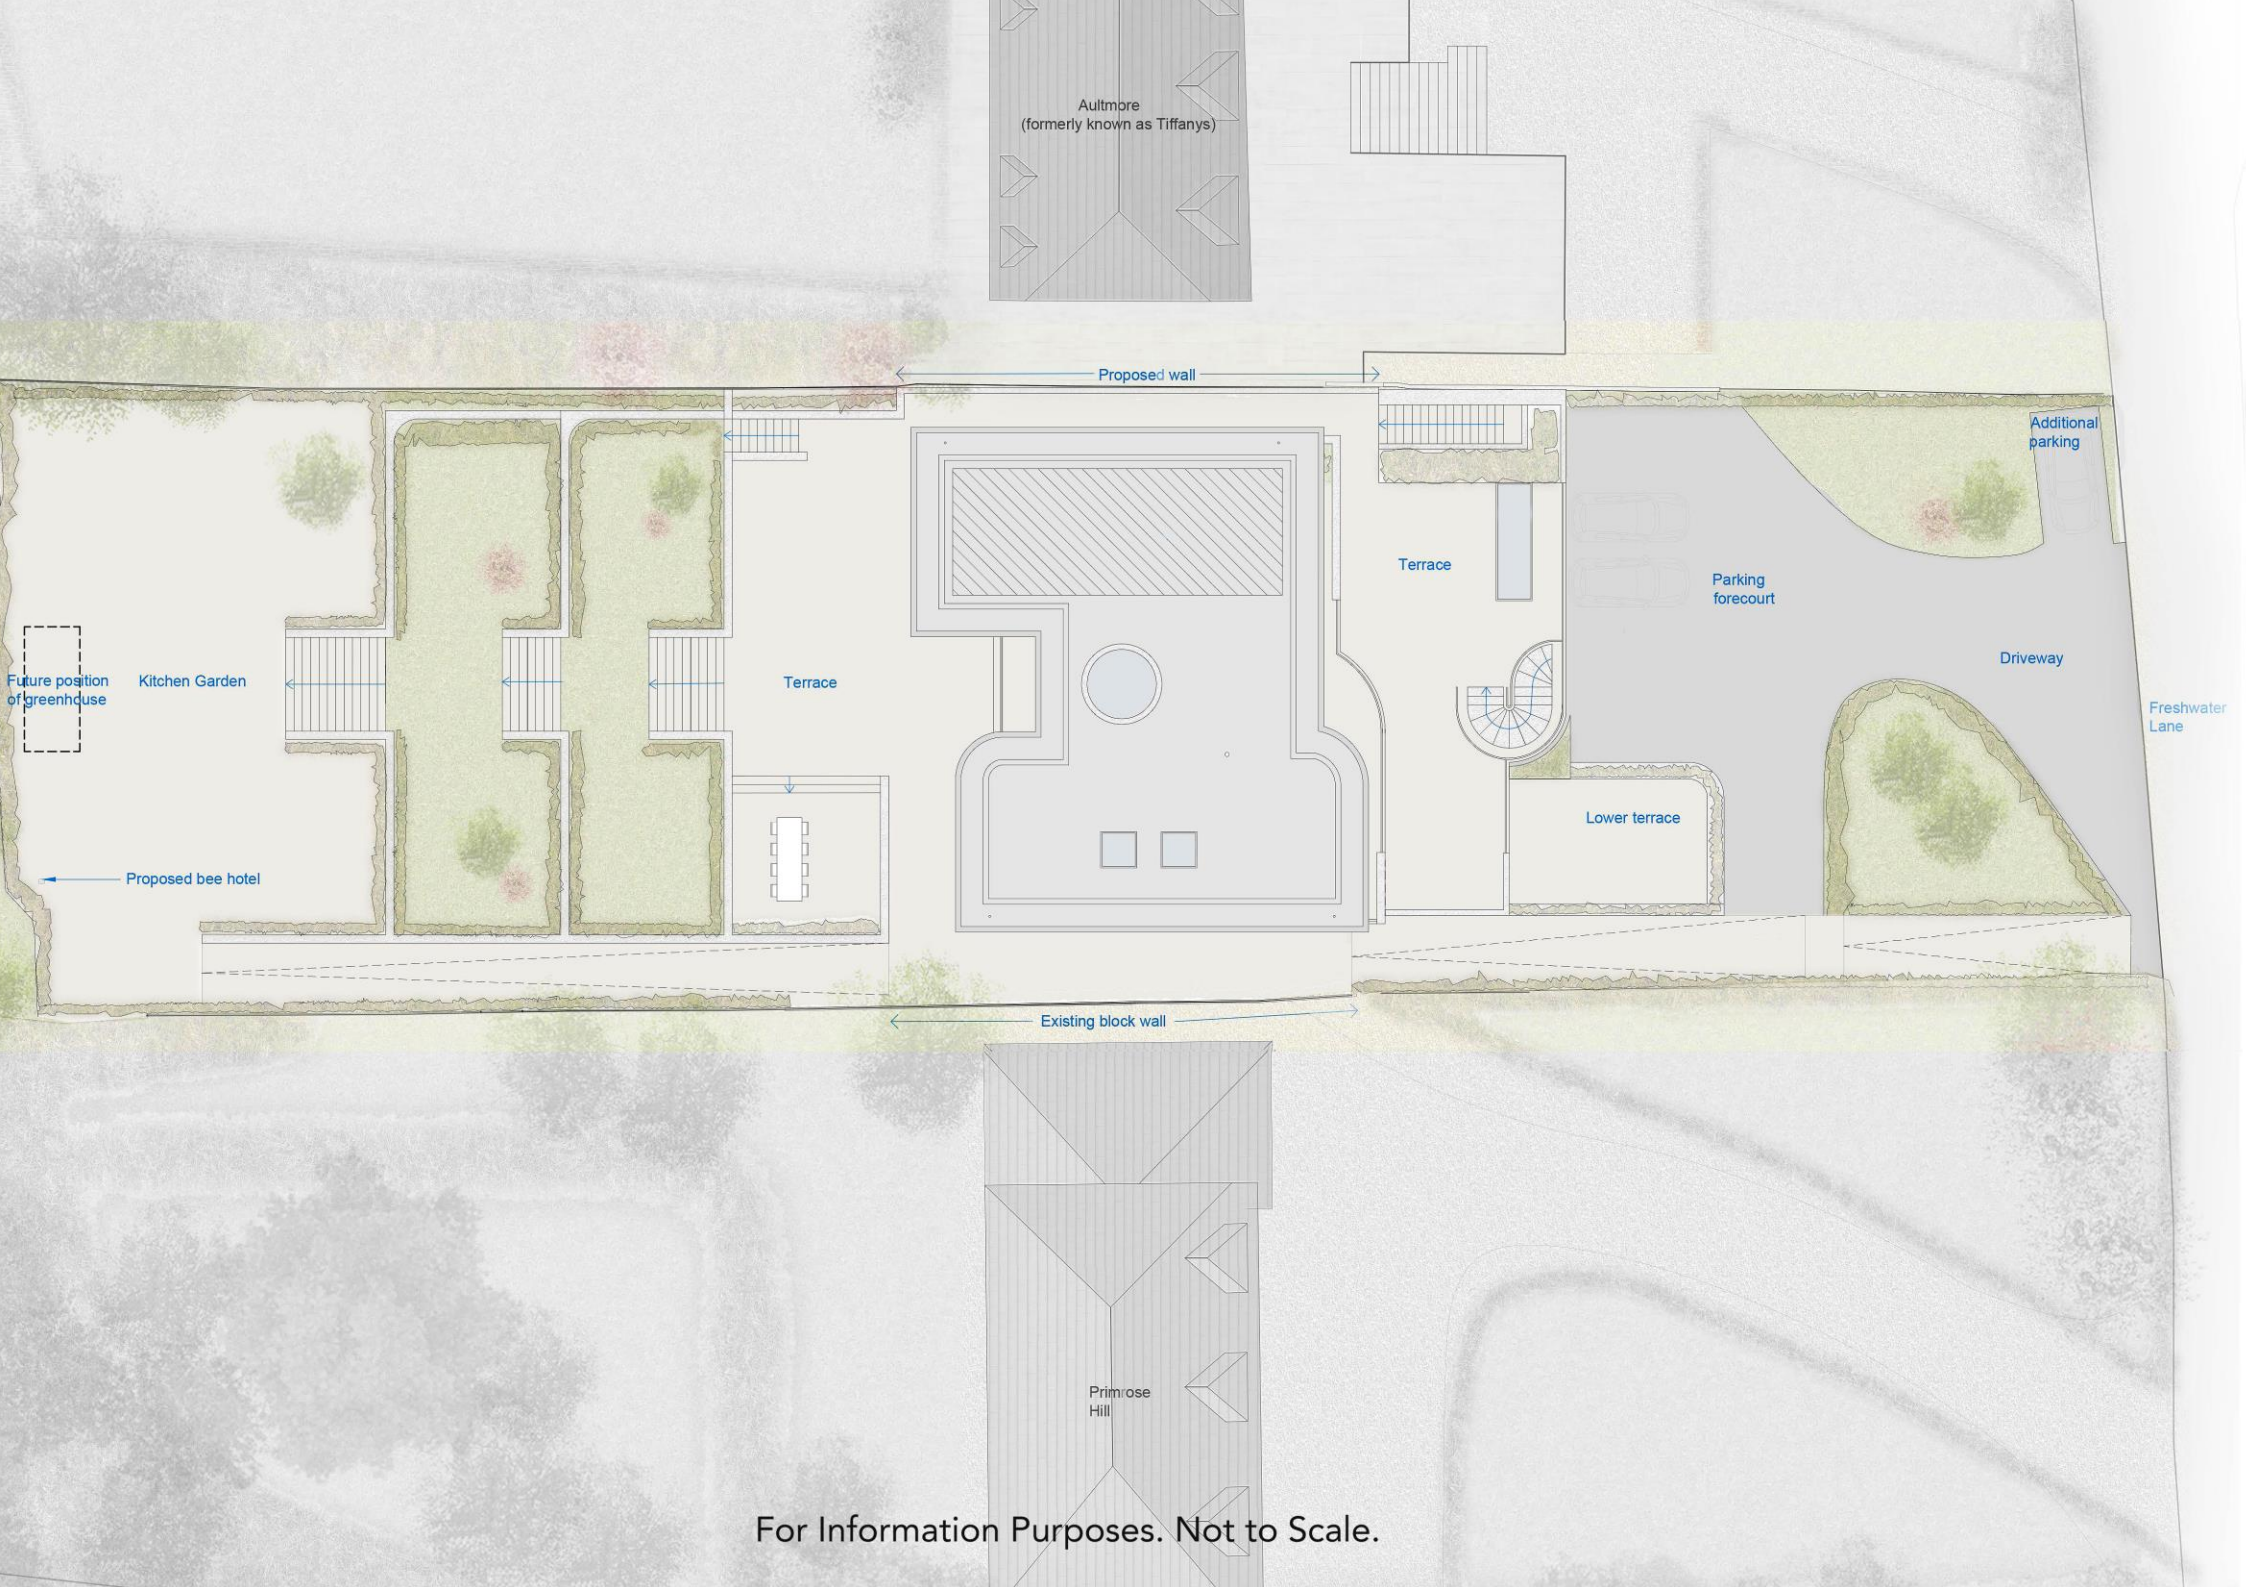 Aultmore
(formerly known as Tiffanys)
Proposed wall
Additional
parking
Terrace
Parking
forecourt
Driveway
Future position
of greenhouse
Kitchen Garden
Terrace
Freshwater
Lane
Lower terrace
Proposed bee hotel
Existing block wall
Primrose
Hill
For Information Purposes. Not to Scale.